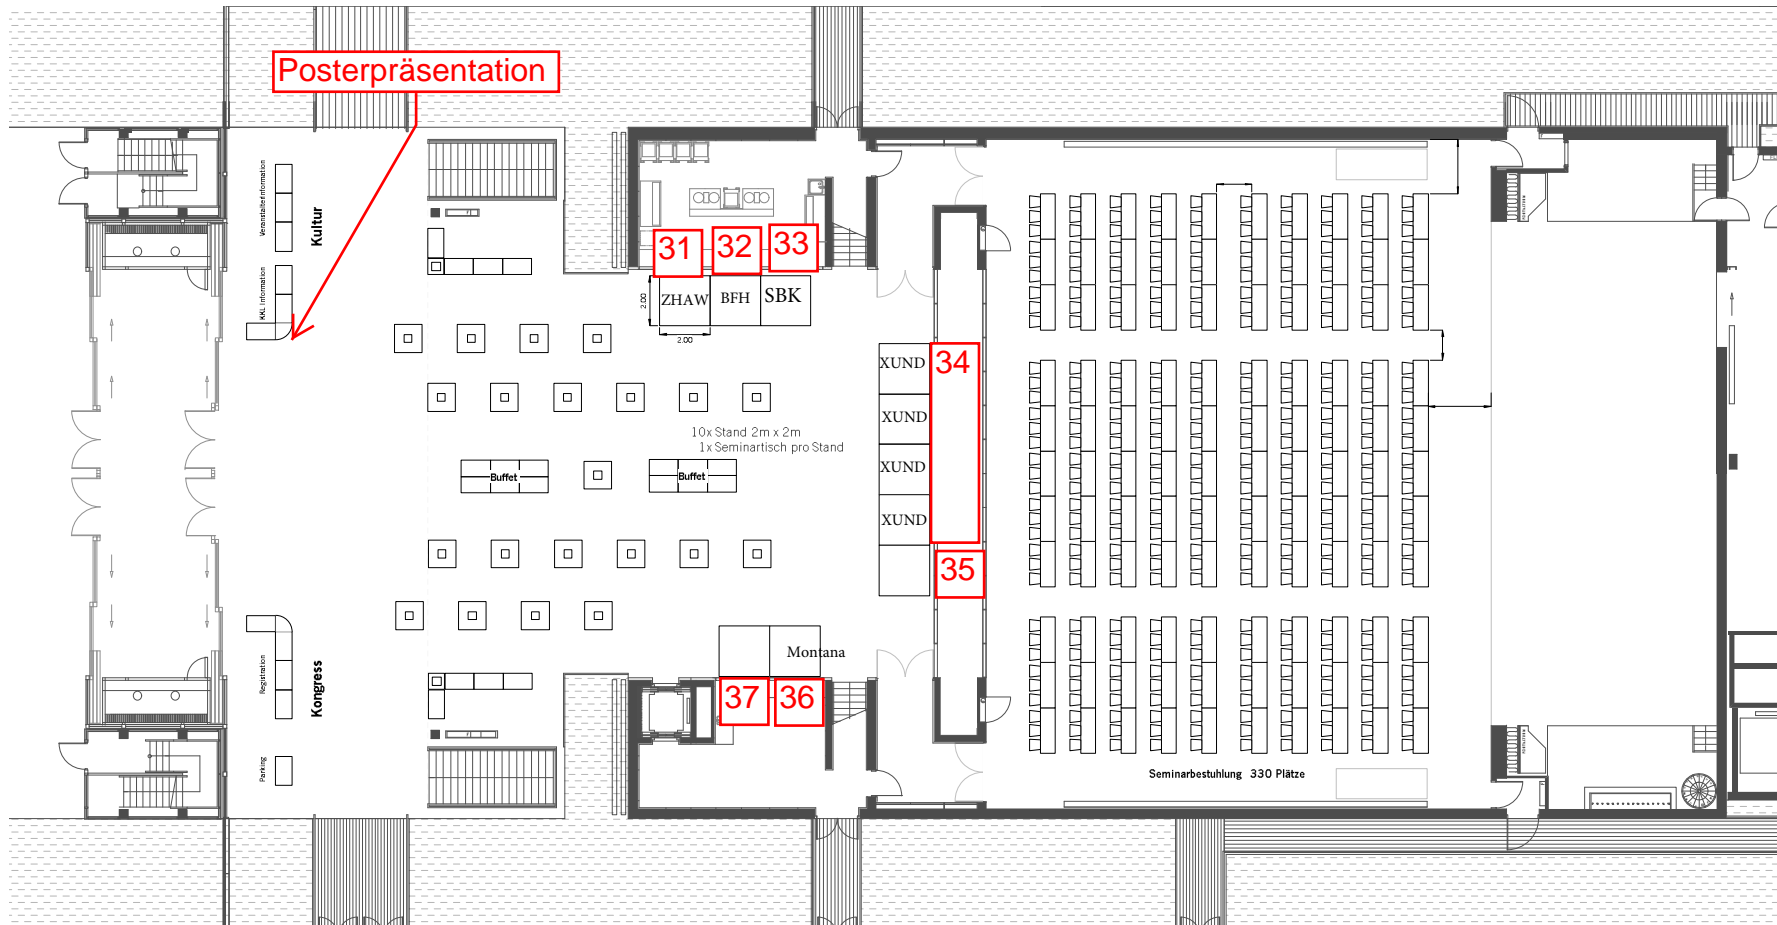 Posterpräsentation
Veranstalterinformation
Kultur
KKL Information
31
32
33
2.00
ZHAW
BFH
SBK
2.00
XUND
34
XUND
10x Stand 2m x 2m
1x Seminartisch pro Stand
XUND
Buffet
Buffet
XUND
35
Montana
Registration
Kongress
37
36
Parking
Seminarbestuhlung 330 Plätze